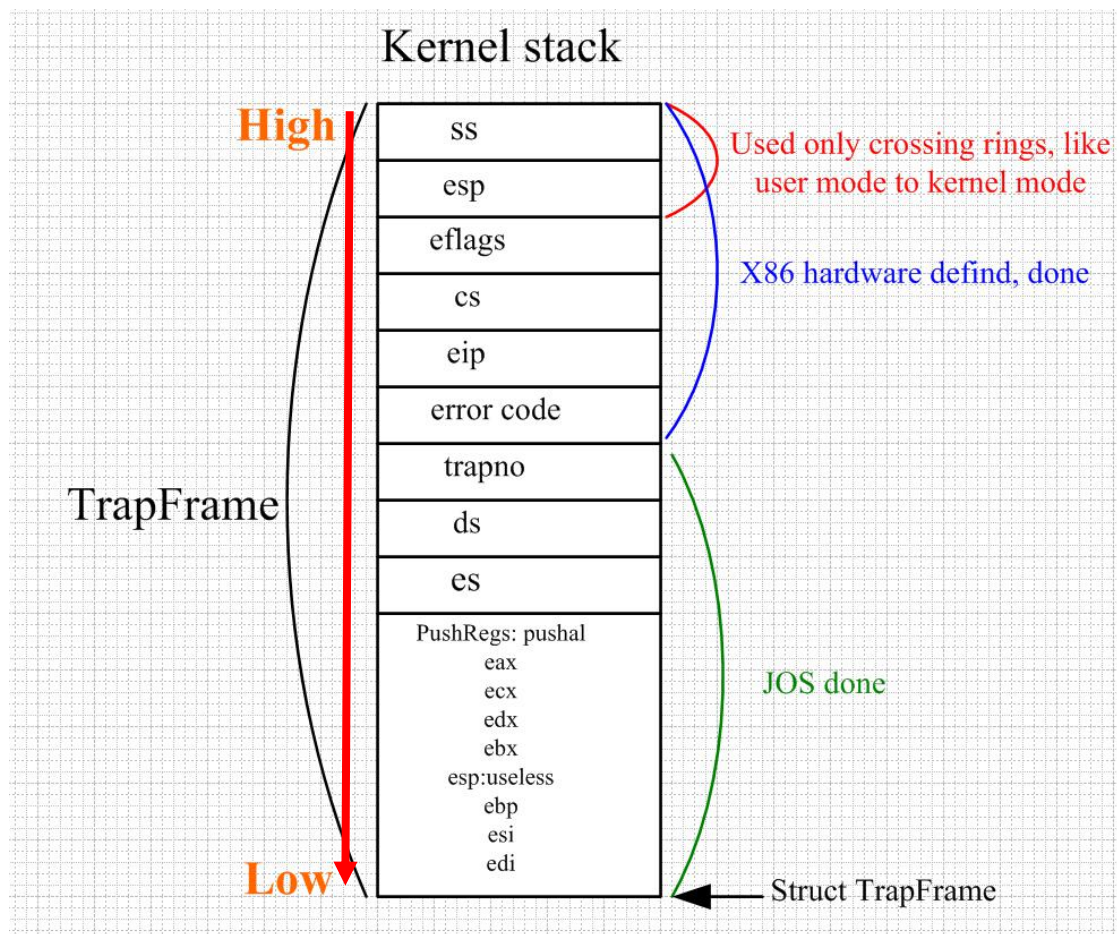 Kernel stack
High
ss
esp
eflags
cs
eip
error code
trapno
ds
es
PushRegs: pushal
eax
ecx
edx
ebx
esp:useless
ebp
esi
edi
Low
TrapFrame
Used only crossing rings, like
user mode to kernel mode
X86 hardware defind, done
JOS done
Struct TrapFrame